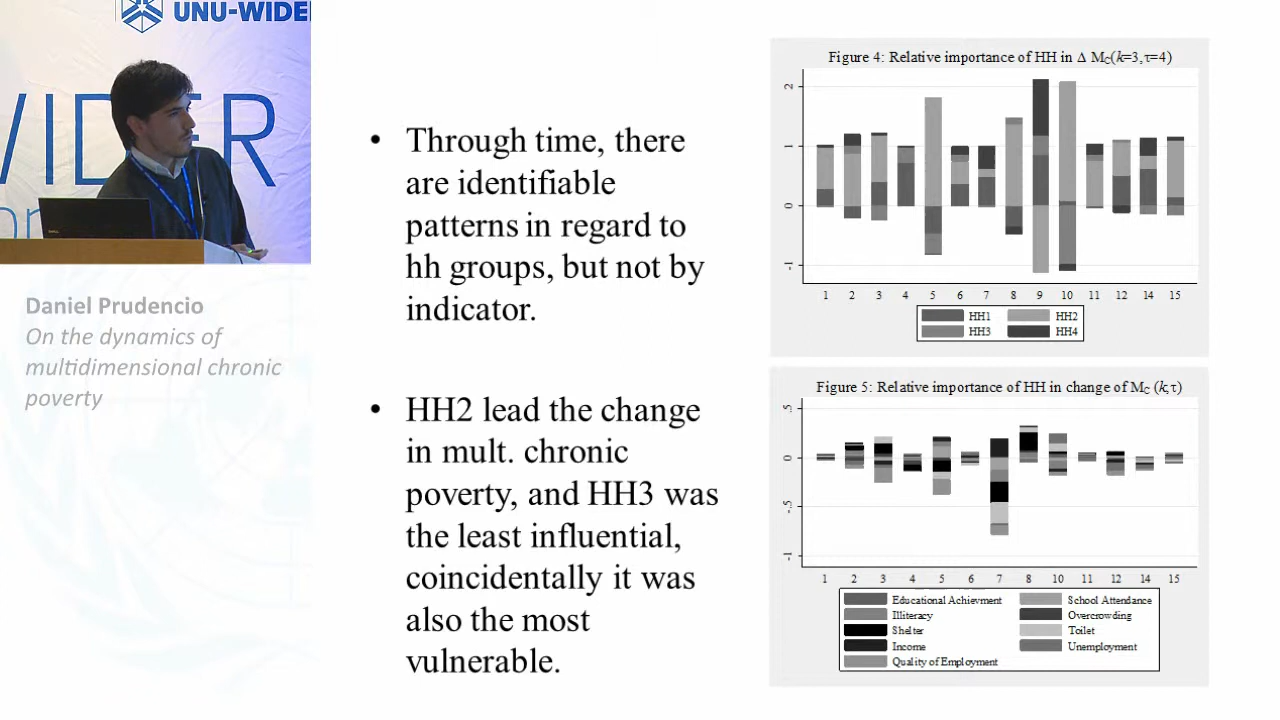 UNU-WIDER
WIDER
Daniel Prudencio
On the dynamics of
multidimensional chronic
poverty
• Through time, there
are identifiable
patterns in regard to
hh groups, but not by
indicator.
• HH2 lead the change
in mult. chronic
poverty, and HH3 was
the least influential,
coincidentally it was
also the most
vulnerable.
Figure 4: Relative importance of HH in Δ MC(k=3,τ=4)
2
1
0
-1
1 2 3 4 5 6 7 8 9 10 11 12 14 15
HH1 HH2
HH3 HH4
Figure 5: Relative importance of HH in change of MC (k,τ)
.5
0
-.5
-1
1 2 3 4 5 6 7 8 10 11 12 14 15
Educational Achievment School Attendance
Illiteracy Overcrowding
Shelter Toilet
Income Unemployment
Quality of Employment